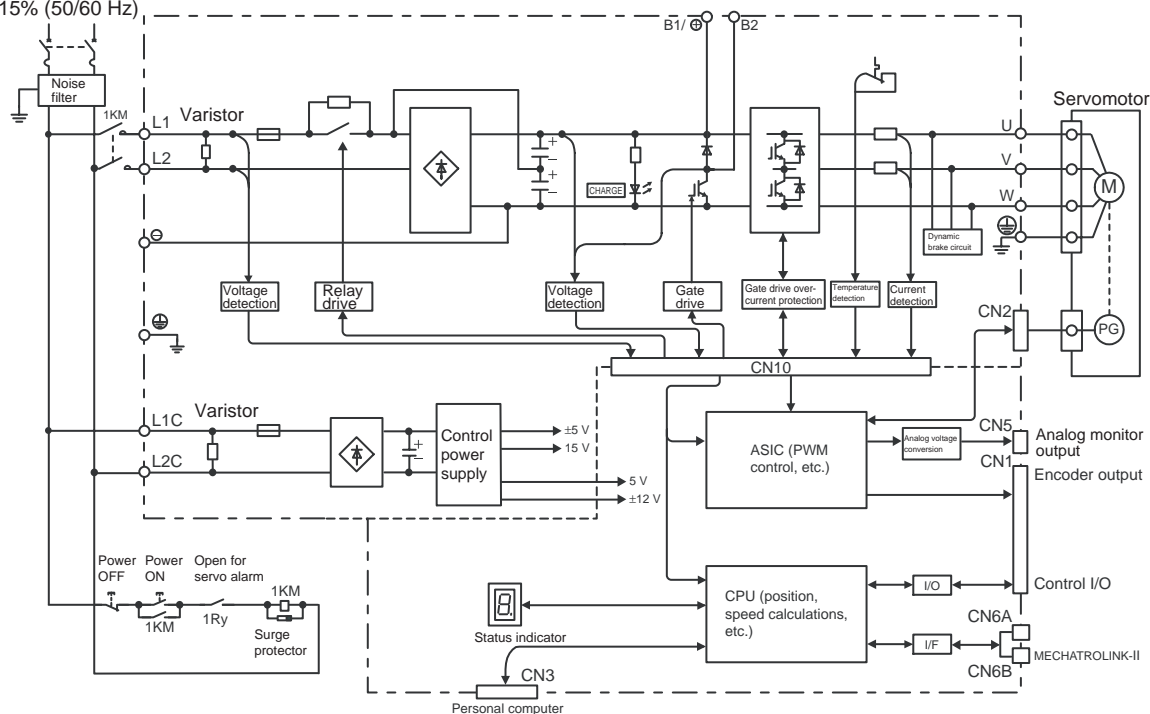 15% (50/60 Hz)
B1/ ⊕
B2
Noise
filter
1KM
Varistor
L1
L2
Servomotor
U
V
W
M
+
−
+
−
CHARGE
Dynamic
brake circuit
⊖
Voltage
detection
Relay
drive
Voltage
detection
Gate
drive
Gate drive over-
current protection
Temperature
detection
Current
detection
CN2
PG
CN10
L1C
Varistor
L2C
+
−
Control
power
supply
±5 V
15 V
5 V
±12 V
ASIC (PWM
control, etc.)
Analog voltage
conversion
CN5
Analog monitor
output
CN1
Encoder output
Power
OFF
Power
ON
Open for
servo alarm
1KM
1KM
1Ry
Surge
protector
8.
Status indicator
CPU (position,
speed calculations,
etc.)
I/O
Control I/O
CN6A
I/F
MECHATROLINK-II
CN6B
CN3
Personal computer